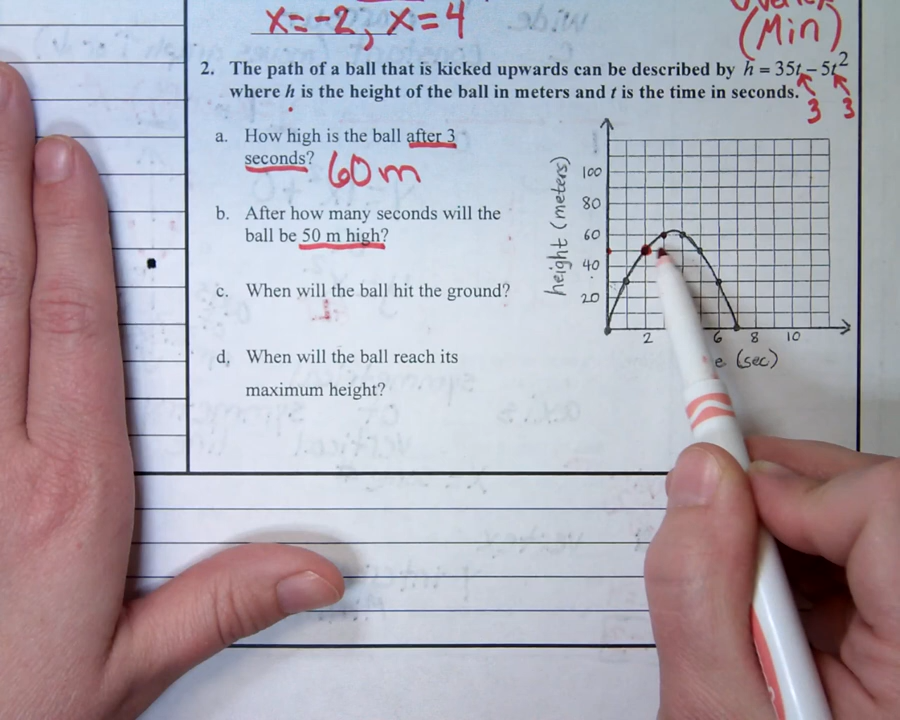 x=-2, x=4
(Min)
2. The path of a ball that is kicked upwards can be described by h = 35t - 5t²
where h is the height of the ball in meters and t is the time in seconds.
3 3
a. How high is the ball after 3
seconds? 60 m
b. After how many seconds will the
ball be 50 m high?
c. When will the ball hit the ground?
d. When will the ball reach its
maximum height?
height (meters)
100
80
60
40
20
2 6 8 10
e (sec)